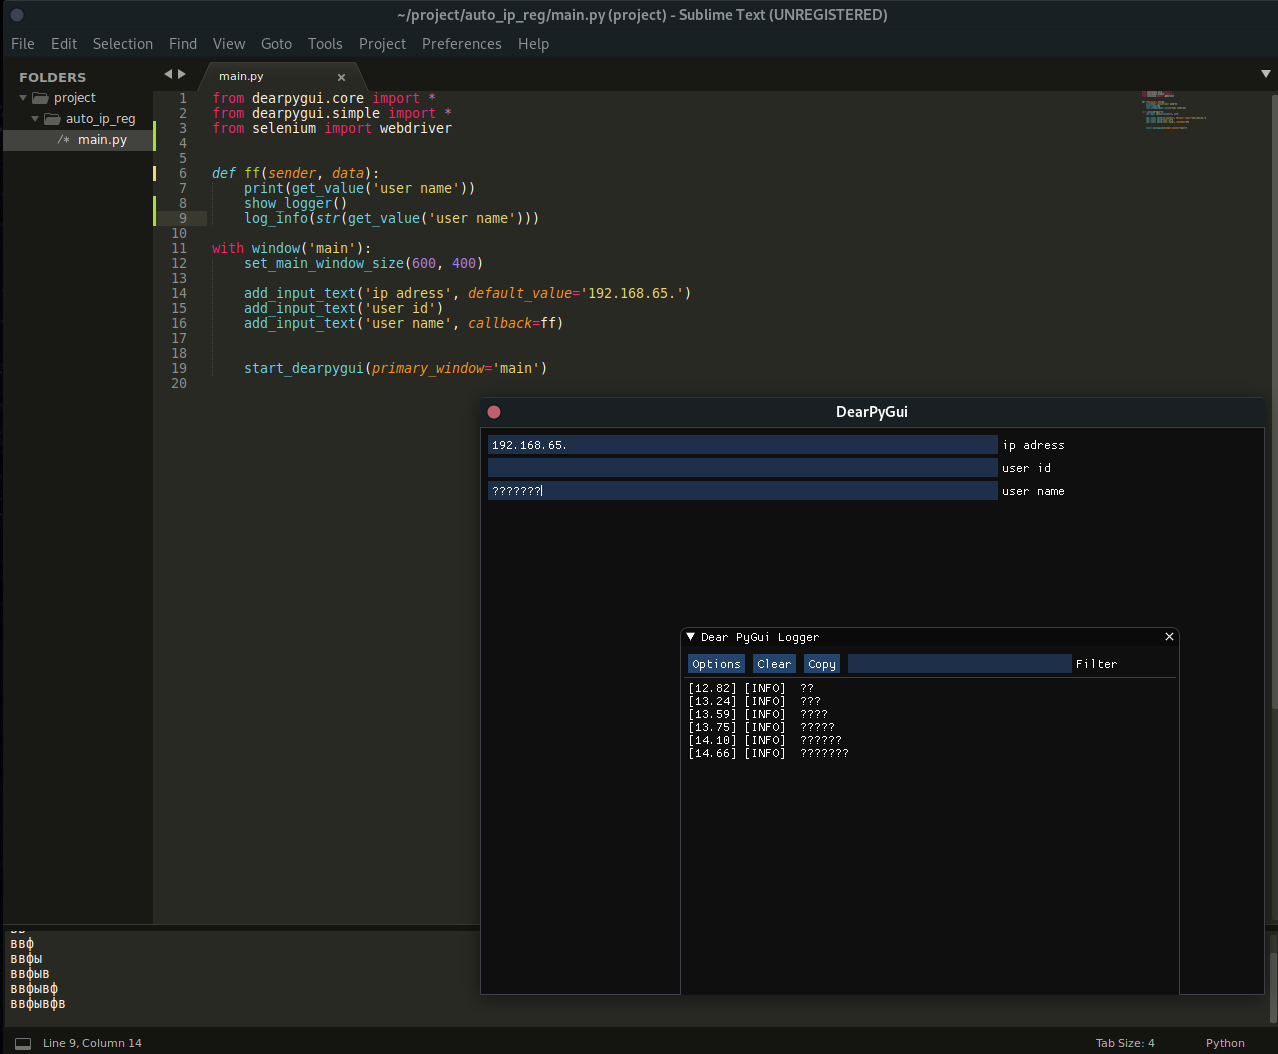 ~/project/auto_ip_reg/main.py (project) - Sublime Text (UNREGISTERED)
File Edit Selection Find View Goto Tools Project Preferences Help
FOLDERS
project
auto_ip_reg
/* main.py
main.py ×
1 from dearpygui.core import *
2 from dearpygui.simple import *
3 from selenium import webdriver
4
5
6 def ff(sender, data):
7 print(get_value('user name'))
8 show_logger()
9 log_info(str(get_value('user name')))
10
11 with window('main'):
12 set_main_window_size(600, 400)
13
14 add_input_text('ip adress', default_value='192.168.65.')
15 add_input_text('user id')
16 add_input_text('user name', callback=ff)
17
18
19 start_dearpygui(primary_window='main')
20
DearPyGui
192.168.65. ip adress
user id
??????? user name
Dear PyGui Logger
Options Clear Copy Filter
[12.82] [INFO] ??
[13.24] [INFO] ???
[13.59] [INFO] ????
[13.75] [INFO] ?????
[14.10] [INFO] ??????
[14.66] [INFO] ???????
ввф
ввфы
ввфыв
ввфывф
ввфывфв
Line 9, Column 14 Tab Size: 4 Python